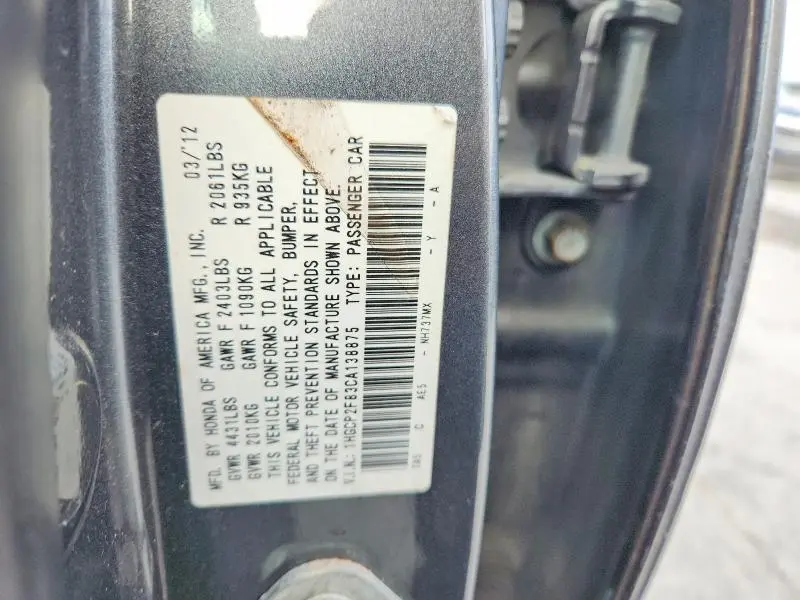 MFD. BY HONDA OF AMERICA MFG., INC. 03/'12
GVWR 4431LBS GAWR F 2403LBS R 2061LBS
GVWR 2010KG GAWR F 1090KG R 935KG
THIS VEHICLE CONFORMS TO ALL APPLICABLE
FEDERAL MOTOR VEHICLE SAFETY, BUMPER,
AND THEFT PREVENTION STANDARDS IN EFFECT
ON THE DATE OF MANUFACTURE SHOWN ABOVE.
V.I.N.: 1HGCP2F83CA138875 TYPE: PASSENGER CAR
TA5 C AE5 - NH737MX - Y - A